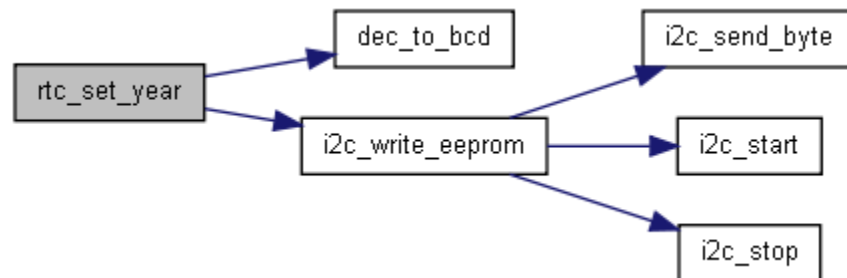 dec_to_bcd
i2c_send_byte
rtc_set_year
i2c_write_eeprom
i2c_start
i2c_stop